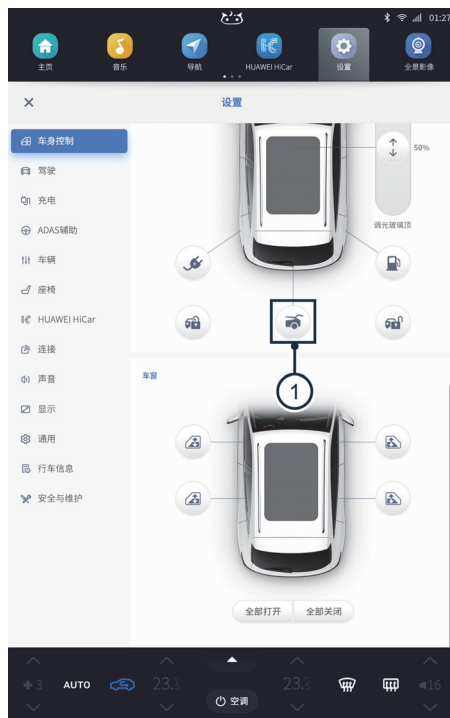 01:27
主页 音乐 导航 HUAWEI HiCar 设置 全景影像
设置
车身控制
驾驶
充电
ADAS辅助
车辆
座椅
HUAWEI HiCar
连接
声音
显示
通用
行车信息
安全与维护
50%
调光玻璃顶
1
车窗
全部打开 全部关闭
3 AUTO 23.5 23.5 16
空调